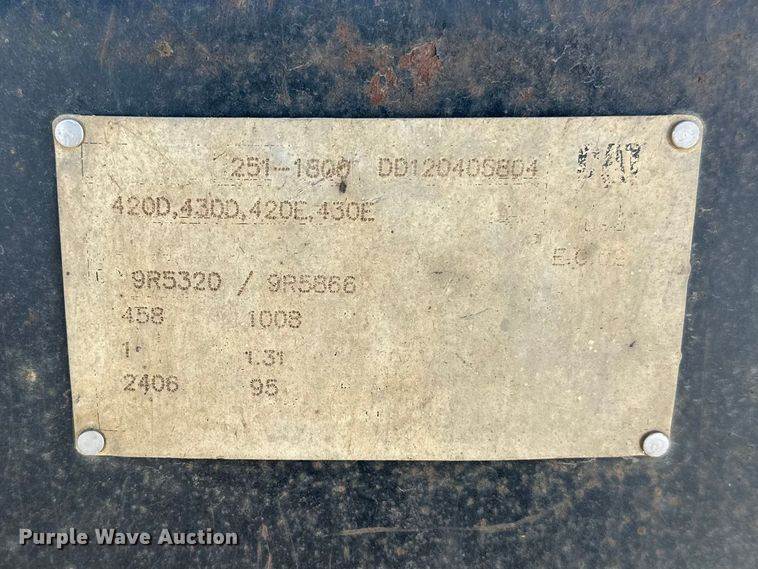 251-1800 DD120405804 CAT
420D,430D,420E,430E
9R5320 / 9R5866
458 1008
1. 1.31
2406 95
Purple Wave Auction